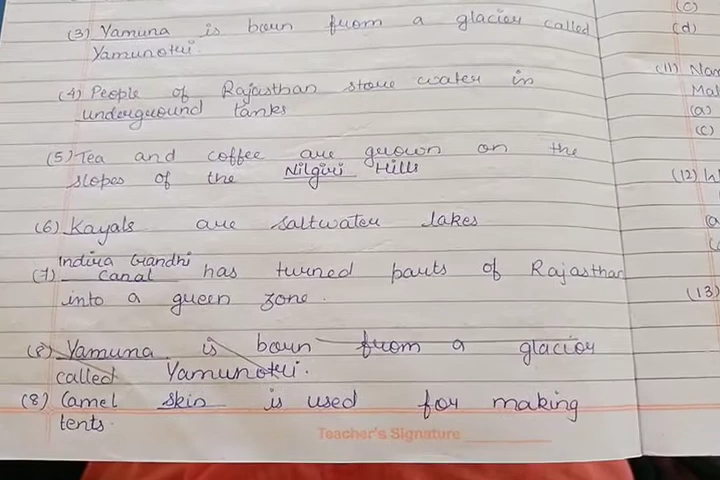 (3) Yamuna is born from a glacier called
Yamunotri.
(4) People of Rajasthan store water in
underground tanks
(5) Tea and coffee are grown on the
slopes of the Nilgiri Hills
(6) Kayals are saltwater lakes
Indira Gandhi
(7) canal has turned parts of Rajasthan
into a green zone.
(8) Yamuna is born from a glacier
called Yamunotri.
(8) Camel skin is used for making
tents.
Teacher's Signature
(c)
(d)
(11) Nam
Mal
(a)
(c)
(12)
(a
(13)